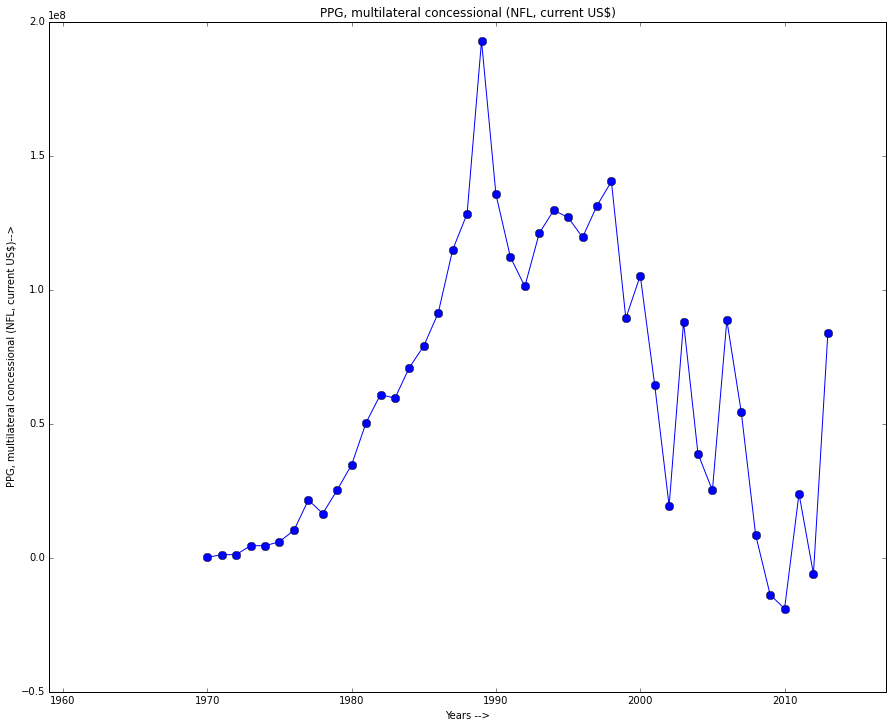 PPG, multilateral concessional (NFL, current US$)
1e8
2.0
1.5
1.0
0.5
0.0
−0.5
PPG, multilateral concessional (NFL, current US$)-->
1960 1970 1980 1990 2000 2010
Years -->